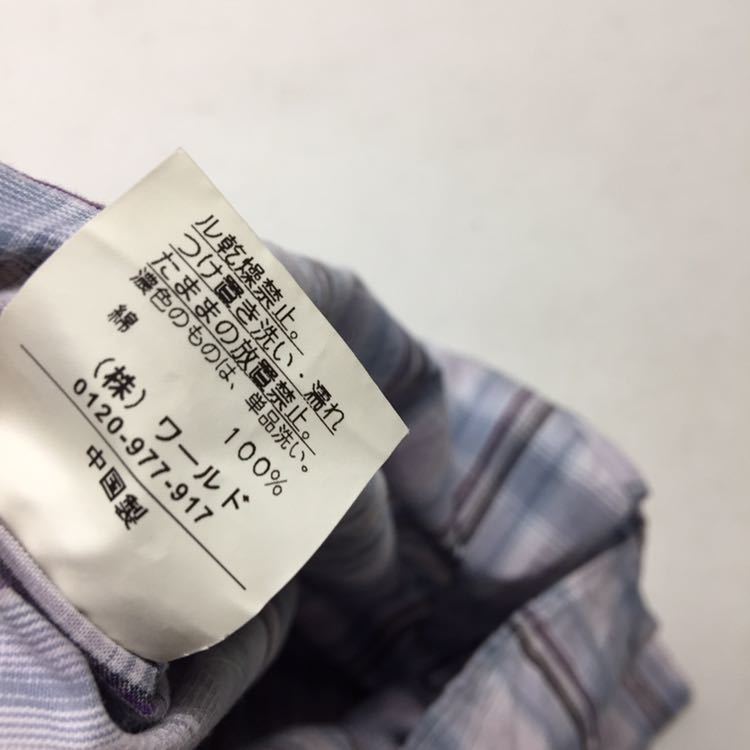 ル乾燥禁止。
つけ置き洗い・濡れ
たままの放置禁止。
濃色のものは、単品洗い。
綿 100%
(株)ワールド
0120-977-917
中国製